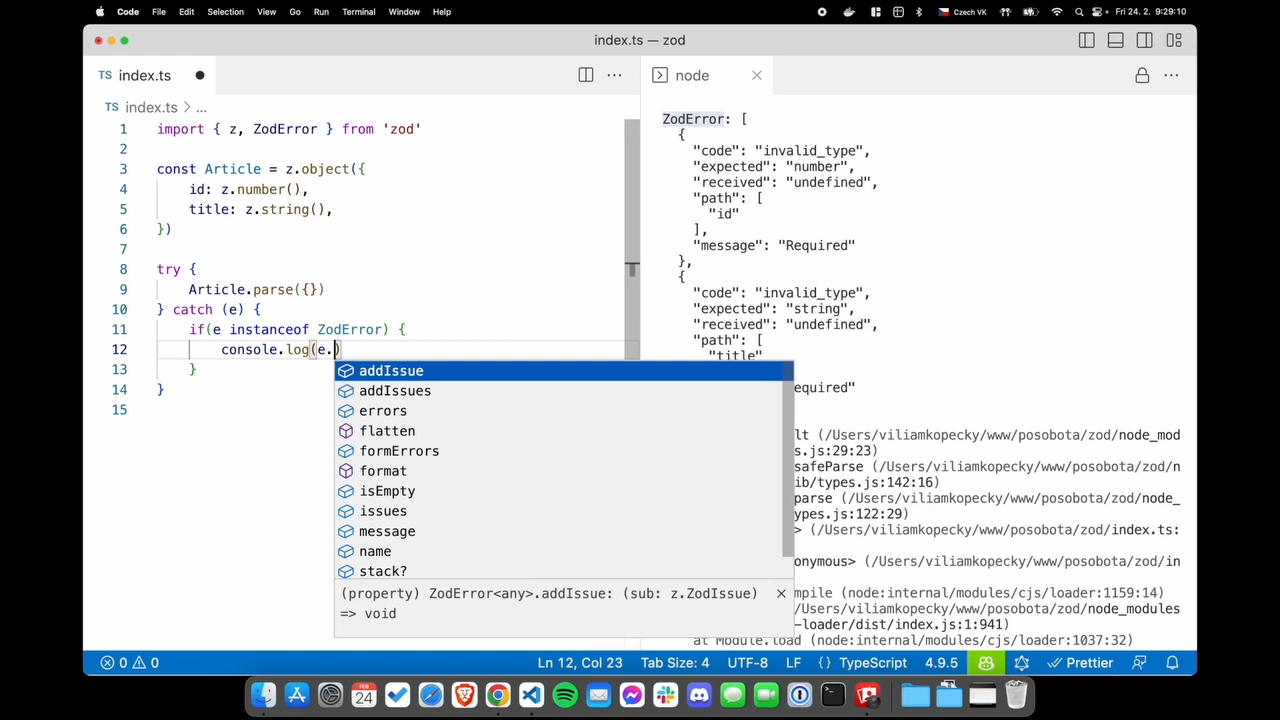 Code File Edit Selection View Go Run Terminal Window Help Czech VK Fri 24. 2. 9:29:10
index.ts — zod
TS index.ts
node
TS index.ts > ...
1 import { z, ZodError } from 'zod'
2
3 const Article = z.object({
4 id: z.number(),
5 title: z.string(),
6 })
7
8 try {
9 Article.parse({})
10 } catch (e) {
11 if(e instanceof ZodError) {
12 console.log(e.)
13 }
14 }
15
addIssue
addIssues
errors
flatten
formErrors
format
isEmpty
issues
message
name
stack?
(property) ZodError<any>.addIssue: (sub: z.ZodIssue)
=> void
ZodError: [
{
"code": "invalid_type",
"expected": "number",
"received": "undefined",
"path": [
"id"
],
"message": "Required"
},
{
"code": "invalid_type",
"expected": "string",
"received": "undefined",
"path": [
"title"
equired"
lt (/Users/viliamkopecky/www/posobota/zod/node_mod
s.js:29:23)
safeParse (/Users/viliamkopecky/www/posobota/zod/n
ib/types.js:142:16)
parse (/Users/viliamkopecky/www/posobota/zod/node_
ypes.js:122:29)
> (/Users/viliamkopecky/www/posobota/zod/index.ts:
onymous> (/Users/viliamkopecky/www/posobota/zod/in
mpile (node:internal/modules/cjs/loader:1159:14)
/Users/viliamkopecky/www/posobota/zod/node_modules
-loader/dist/index.js:1:941)
at Module.load (node:internal/modules/cjs/loader:1037:32)
0 0 Ln 12, Col 23 Tab Size: 4 UTF-8 LF {} TypeScript 4.9.5 Prettier
FEB
24